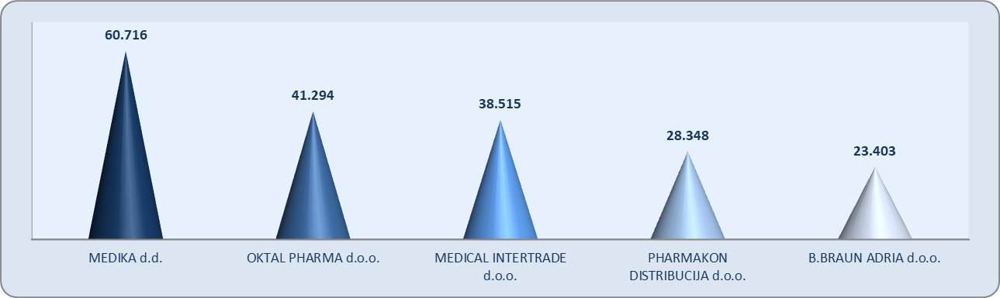 60.716
41.294
38.515
28.348
23.403
MEDIKA d.d.
OKTAL PHARMA d.o.o.
MEDICAL INTERTRADE
d.o.o.
PHARMAKON
DISTRIBUCIJA d.o.o.
B.BRAUN ADRIA d.o.o.